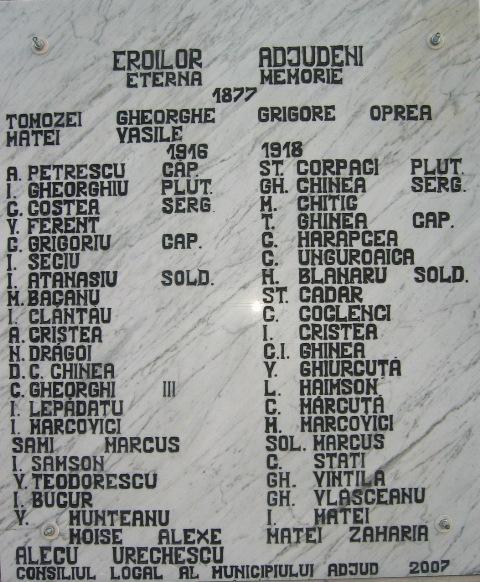 EROILOR ADJUDENI
ETERNA MEMORIE
1877
TOMOZEI GHEORGHE GRIGORE OPREA
MATEI VASILE
1916 1918
A. PETRESCU CAP. ST. CORPACI PLUT.
I. GHEORGHIU PLUT. GH. CHINEA SERG.
C. COSTEA SERG. M. CHITIC
V. FERENT T. GHINEA CAP.
G. GRIGORIU CAP. C. HARAPCEA
I. SECIU C. UNGUROAICA
I. ATANASIU SOLD. H. BLANARU SOLD.
M. BAÇANU ST. CADAR
I. CLANTĂU C. COCLENCI
A. CRISTEA I. CRISTEA
N. DRĂGOI C.I. GHINEA
D. C. CHINEA V. GHIURCUTĂ
C. GHEORGHI III L. HAIMSON
I. LEPĂDATU C. MĂRCUTĂ
I. MARCOVICI M. MARCOVICI
SAMI MARCUS SOL. MARCUS
I. SAMSON C. STATI
V. TEODORESCU GH. VINTILA
I. BUCUR GH. VLĂSCEANU
V. MUNTEANU I. MATEI
MOISE ALEXE MATEI ZAHARIA
ALECU URECHESCU
CONSILIUL LOCAL AL MUNICIPIULUI ADJUD 2007